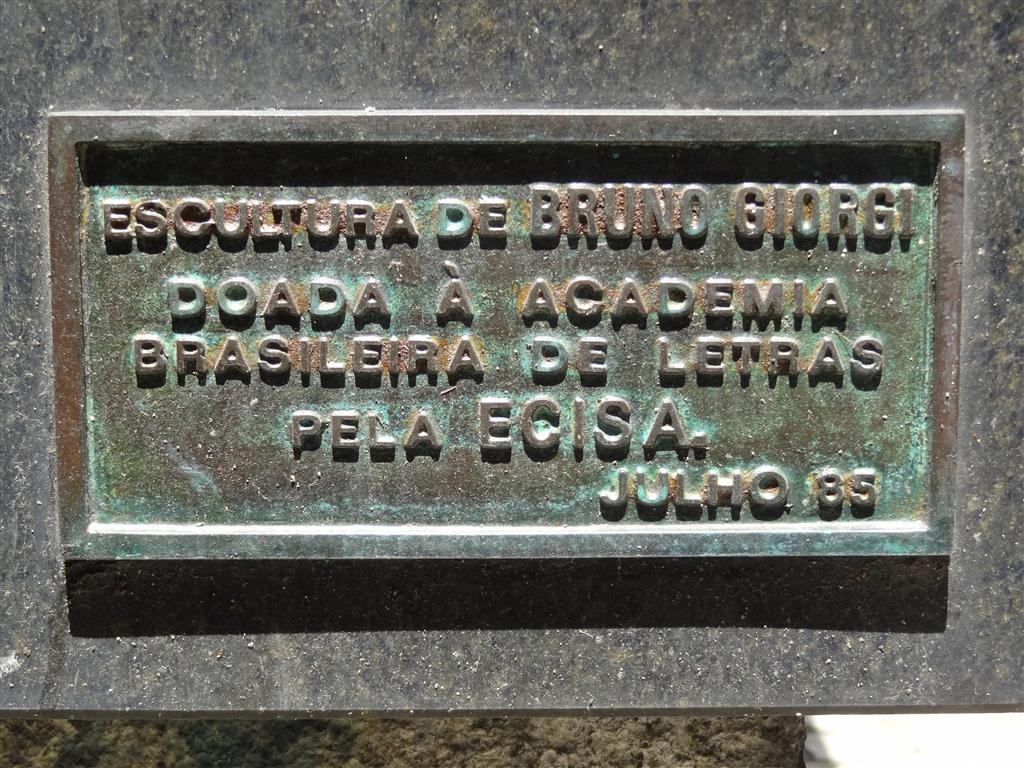 ESCULTURA DE BRUNO GIORGI
DOADA À ACADEMIA
BRASILEIRA DE LETRAS
PELA ECISA.
JULHO 85